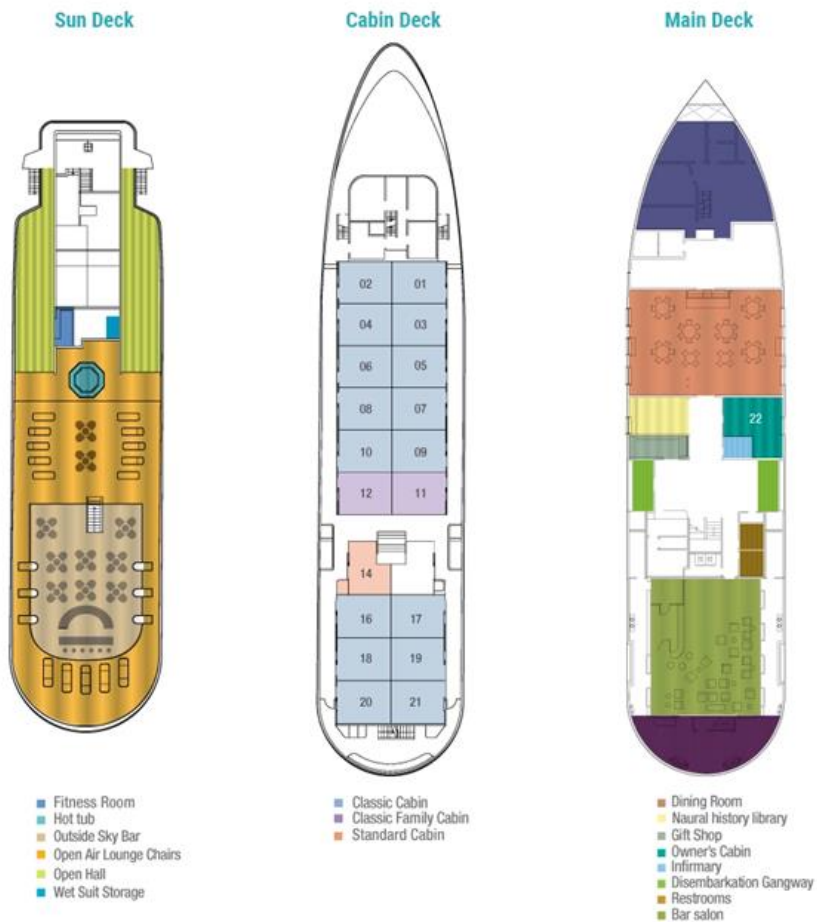 Sun Deck
Cabin Deck
Main Deck
02 01
04 03
06 05
08 07
10 09
12 11
14
16 17
18 19
20 21
22
Fitness Room
Hot tub
Outside Sky Bar
Open Air Lounge Chairs
Open Hall
Wet Suit Storage
Classic Cabin
Classic Family Cabin
Standard Cabin
Dining Room
Naural history library
Gift Shop
Owner's Cabin
Infirmary
Disembarkation Gangway
Restrooms
Bar salon